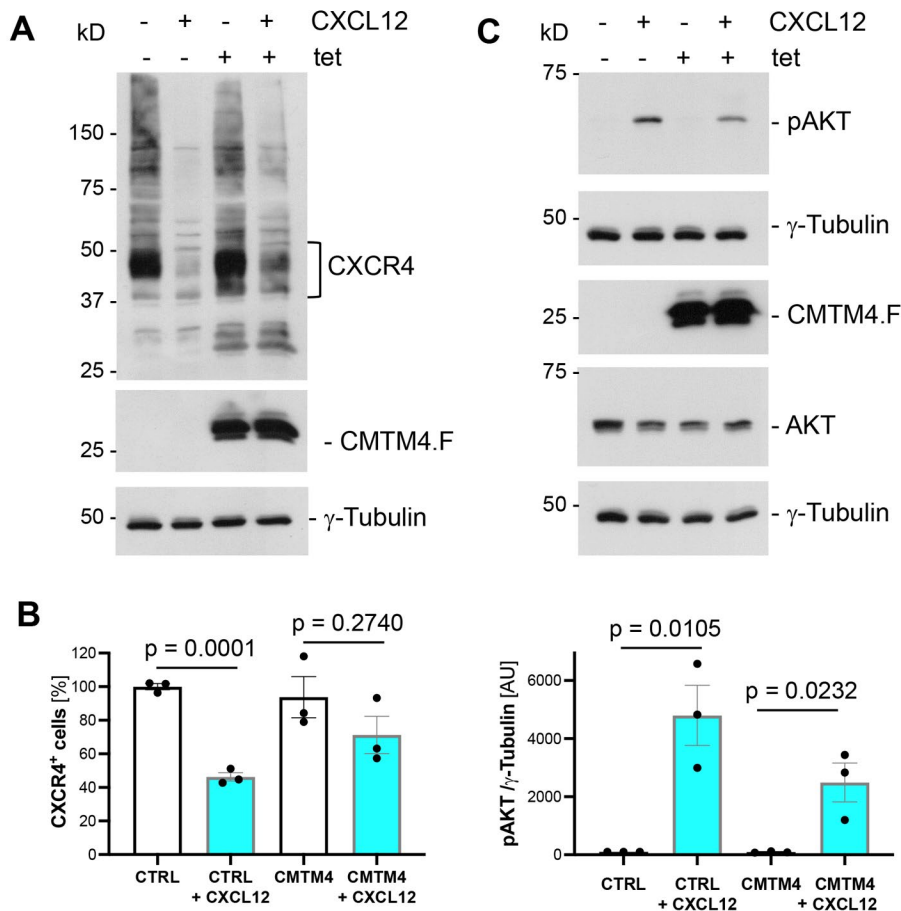 A
kD
- + - + CXCL12
- - + + tet
150 -
75 -
50 -
37 -
25 -
CXCR4
25 -
- CMTM4.F
50 -
- γ-Tubulin
C
kD
- + - + CXCL12
- - + + tet
75 -
- pAKT
50 -
- γ-Tubulin
25 -
- CMTM4.F
75 -
- AKT
50 -
- γ-Tubulin
B
CXCR4+ cells [%]
120
100
80
60
40
20
0
p = 0.0001
p = 0.2740
CTRL
CTRL
+ CXCL12
CMTM4
CMTM4
+ CXCL12
pAKT /γ-Tubulin [AU]
6000
4000
2000
0
p = 0.0105
p = 0.0232
CTRL
CTRL
+ CXCL12
CMTM4
CMTM4
+ CXCL12